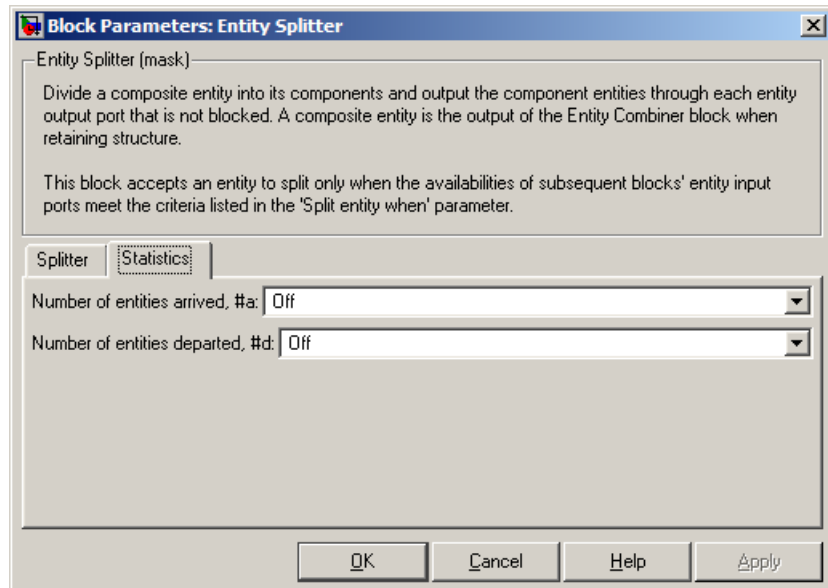 Block Parameters: Entity Splitter
Entity Splitter (mask)
Divide a composite entity into its components and output the component entities through each entity
output port that is not blocked. A composite entity is the output of the Entity Combiner block when
retaining structure.
This block accepts an entity to split only when the availabilities of subsequent blocks' entity input
ports meet the criteria listed in the 'Split entity when' parameter.
Splitter Statistics
Number of entities arrived, #a: Off
Number of entities departed, #d: Off
OK Cancel Help Apply